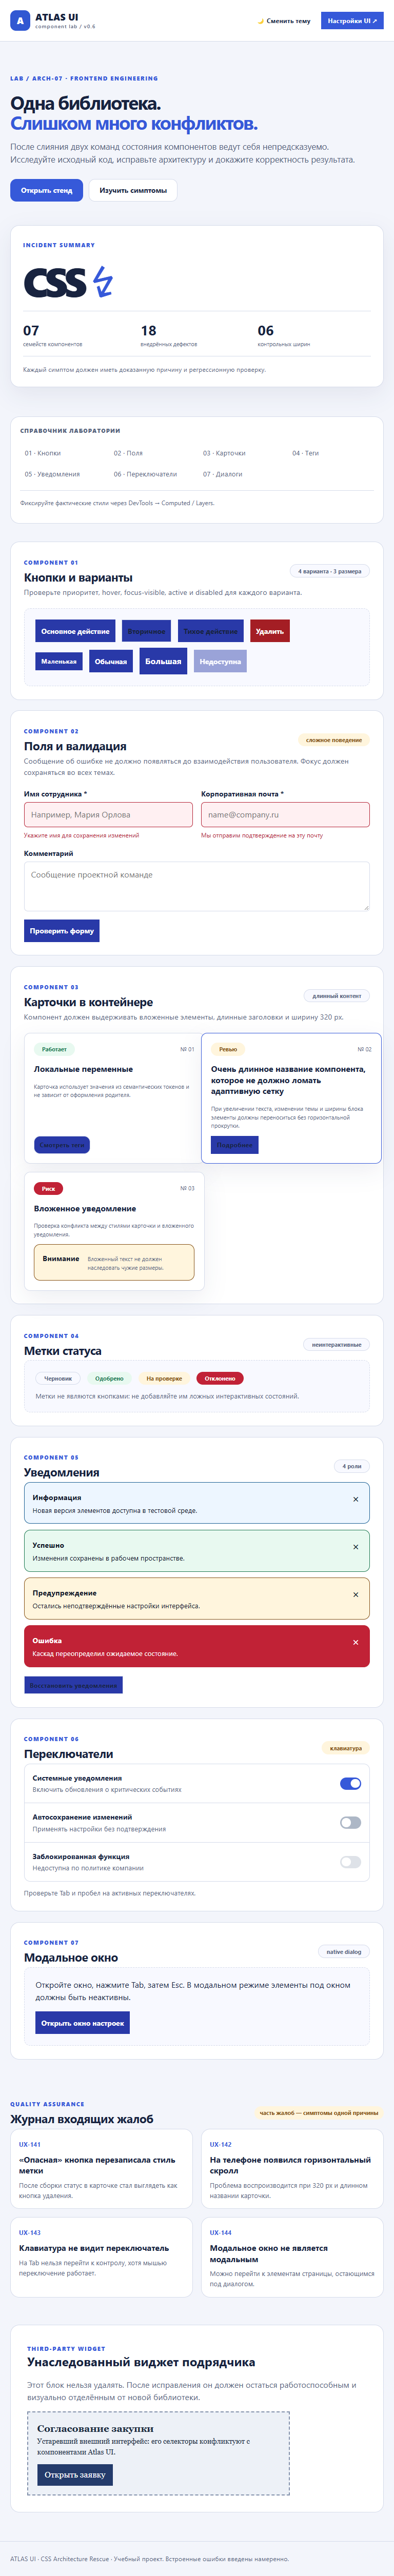 A ATLAS UI
component lab / v0.6
🌙 Сменить тему
Настройки UI ↗
LAB / ARCH-07 · FRONTEND ENGINEERING
Одна библиотека.
Слишком много конфликтов.
После слияния двух команд состояния компонентов ведут себя непредсказуемо.
Исследуйте исходный код, исправьте архитектуру и докажите корректность результата.
Открыть стенд
Изучить симптомы
INCIDENT SUMMARY
CSS
07
семейств компонентов
18
внедрённых дефектов
06
контрольных ширин
Каждый симптом должен иметь доказанную причину и регрессионную проверку.
СПРАВОЧНИК ЛАБОРАТОРИИ
01 · Кнопки
02 · Поля
03 · Карточки
04 · Теги
05 · Уведомления
06 · Переключатели
07 · Диалоги
Фиксируйте фактические стили через DevTools → Computed / Layers.
COMPONENT 01
Кнопки и варианты
4 варианта · 3 размера
Проверьте приоритет, hover, focus-visible, active и disabled для каждого варианта.
Основное действие
Вторичное
Тихое действие
Удалить
Маленькая
Обычная
Большая
Недоступна
COMPONENT 02
Поля и валидация
сложное поведение
Сообщение об ошибке не должно появляться до взаимодействия пользователя. Фокус должен
сохраняться во всех темах.
Имя сотрудника *
Например, Мария Орлова
Укажите имя для сохранения изменений
Корпоративная почта *
name@company.ru
Мы отправим подтверждение на эту почту
Комментарий
Сообщение проектной команде
Проверить форму
COMPONENT 03
Карточки в контейнере
длинный контент
Компонент должен выдерживать вложенные элементы, длинные заголовки и ширину 320 px.
Работает
№ 01
Локальные переменные
Карточка использует значения из семантических токенов и
не зависит от оформления родителя.
Смотреть токен
Ревью
№ 02
Очень длинное название компонента,
которое не должно ломать
адаптивную сетку
При увеличении текста, изменении темы и ширины блока
элементы должны переноситься без горизонтальной
прокрутки.
Подробнее
Риск
№ 03
Вложенное уведомление
Проверка конфликта между стилями карточки и вложенного
уведомления.
Внимание
Вложенный текст не должен
наследовать чужие размеры.
COMPONENT 04
Метки статуса
неинтерактивные
Черновик
Одобрено
На проверке
Отклонено
Метки не являются кнопками: не добавляйте им ложных интерактивных состояний.
COMPONENT 05
Уведомления
4 роли
Информация
Новая версия элементов доступна в тестовой среде.
×
Успешно
Изменения сохранены в рабочем пространстве.
×
Предупреждение
Остались неподтверждённые настройки интерфейса.
×
Ошибка
Каскад переопределил ожидаемое состояние.
×
Восстановить уведомления
COMPONENT 06
Переключатели
клавиатура
Системные уведомления
Включить обновления о критических событиях
Автосохранение изменений
Применять настройки без подтверждения
Заблокированная функция
Недоступна по политике компании
Проверьте Tab и пробел на активных переключателях.
COMPONENT 07
Модальное окно
native dialog
Откройте окно, нажмите Tab, затем Esc. В модальном режиме элементы под окном
должны быть неактивны.
Открыть окно настроек
QUALITY ASSURANCE
Журнал входящих жалоб
часть жалоб — симптомы одной причины
UX-141
«Опасная» кнопка перезаписала стиль
метки
После сборки статус в карточке стал выглядеть как
кнопка удаления.
UX-142
На телефоне появился горизонтальный
скролл
Проблема воспроизводится при 320 px и длинном
названии карточки.
UX-143
Клавиатура не видит переключатель
На Tab нельзя перейти к контролу, хотя мышью
переключение работает.
UX-144
Модальное окно не является
модальным
Можно перейти к элементам страницы, остающимся
под диалогом.
THIRD-PARTY WIDGET
Унаследованный виджет подрядчика
Этот блок нельзя удалять. После исправления он должен остаться работоспособным и
визуально отделённым от новой библиотеки.
Согласование закупки
Устаревший внешний интерфейс: его селекторы конфликтуют с
компонентами Atlas UI.
Открыть заявку
ATLAS UI · CSS Architecture Rescue · Учебный проект. Встроенные ошибки введены намеренно.